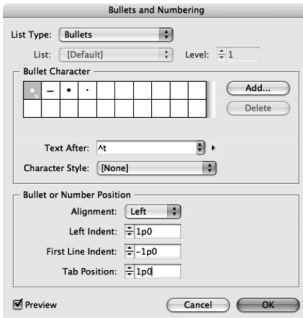 Bullets and Numbering
List Type: Bullets
List: [Default] Level: 1
Bullet Character
Add...
Delete
Text After: ^t
Character Style: [None]
Bullet or Number Position
Alignment: Left
Left Indent: 1p0
First Line Indent: -1p0
Tab Position: 1p0
Preview Cancel OK